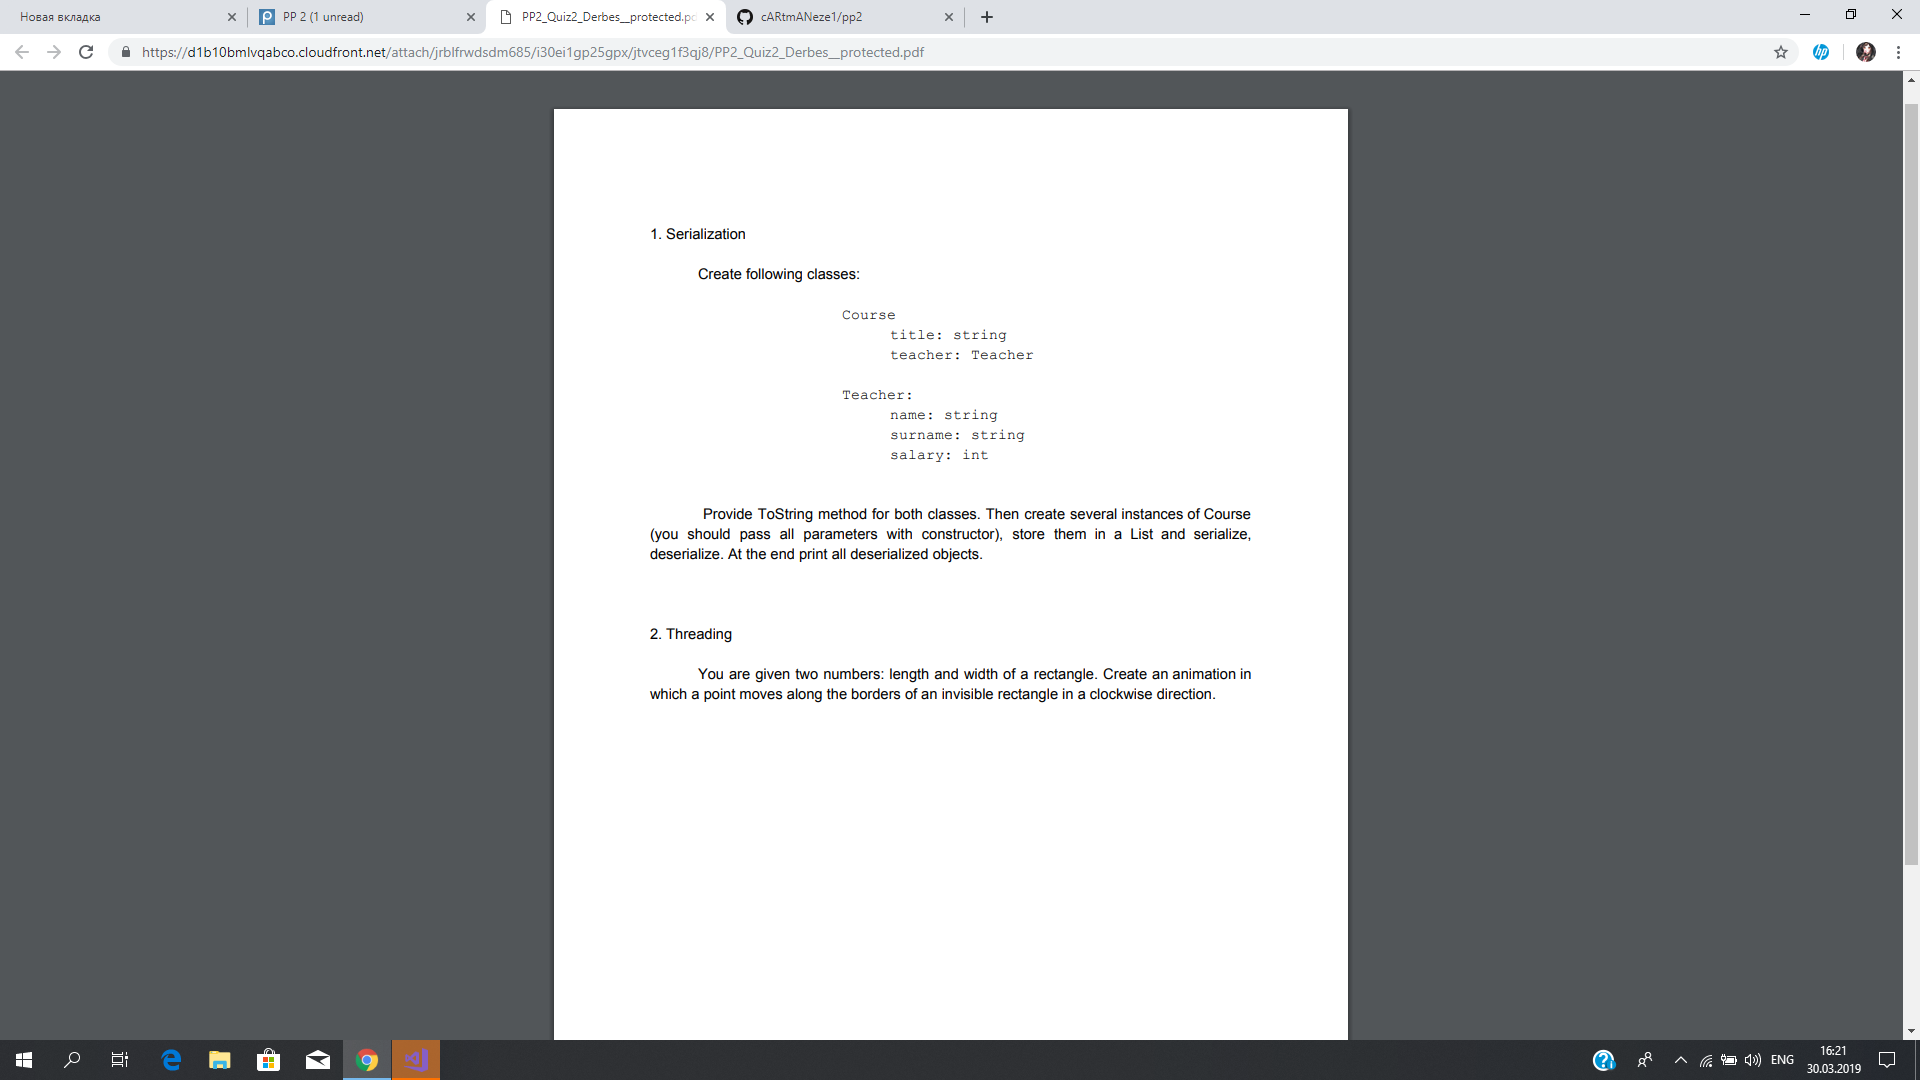 Новая вкладка
PP 2 (1 unread)
PP2_Quiz2_Derbes__protected.pd
cARtmANeze1/pp2
https://d1b10bmlvqabco.cloudfront.net/attach/jrblfrwdsdm685/i30ei1gp25gpx/jtvceg1f3qj8/PP2_Quiz2_Derbes__protected.pdf
1. Serialization
Create following classes:
Course
title: string
teacher: Teacher
Teacher:
name: string
surname: string
salary: int
Provide ToString method for both classes. Then create several instances of Course
(you should pass all parameters with constructor), store them in a List and serialize,
deserialize. At the end print all deserialized objects.
2. Threading
You are given two numbers: length and width of a rectangle. Create an animation in
which a point moves along the borders of an invisible rectangle in a clockwise direction.
ENG
16:21
30.03.2019